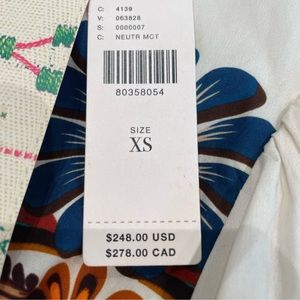 C: 4139
V: 063828
S: 0000007
C: NEUTR MCT
80358054
SIZE
XS
$248.00 USD
$278.00 CAD